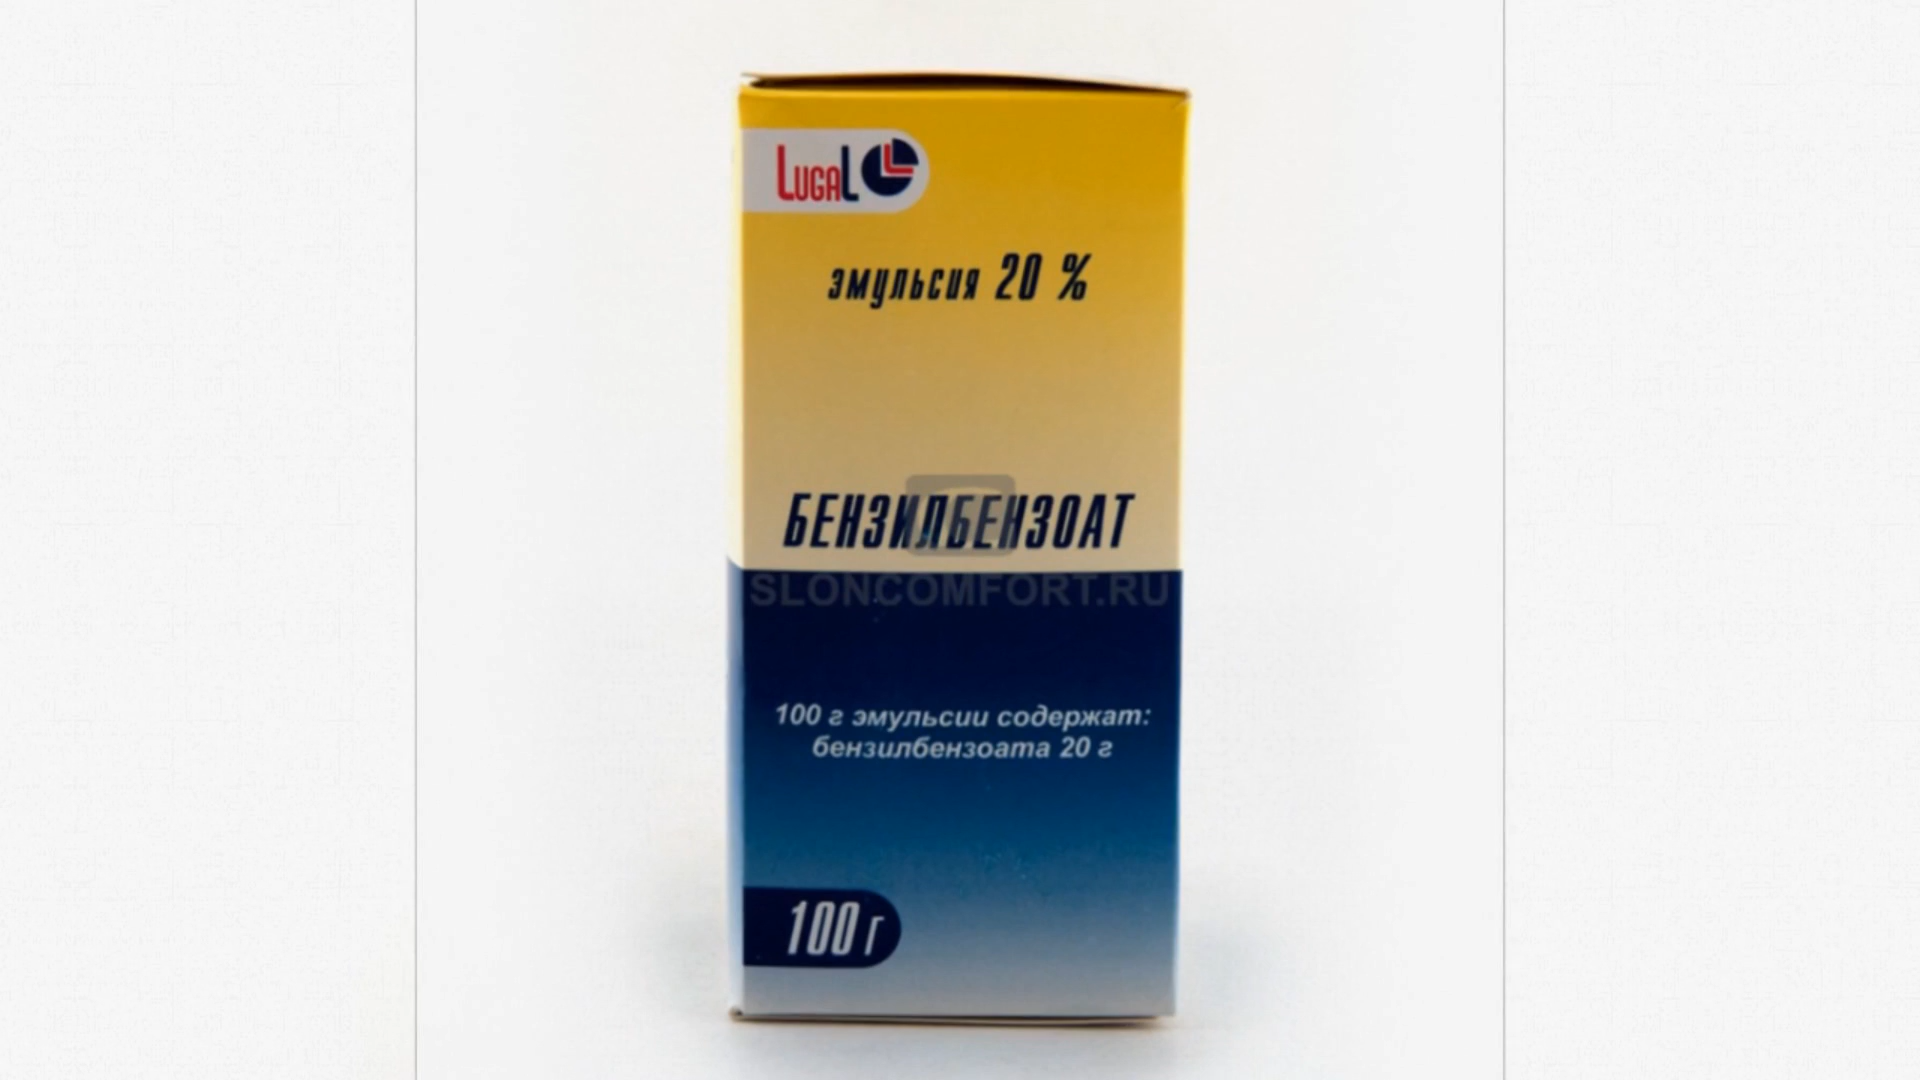 LUGAL
эмульсия 20 %
БЕНЗИЛБЕНЗОАТ
SLONCOMFORT.RU
100 г эмульсии содержат:
бензилбензоата 20 г
100 г